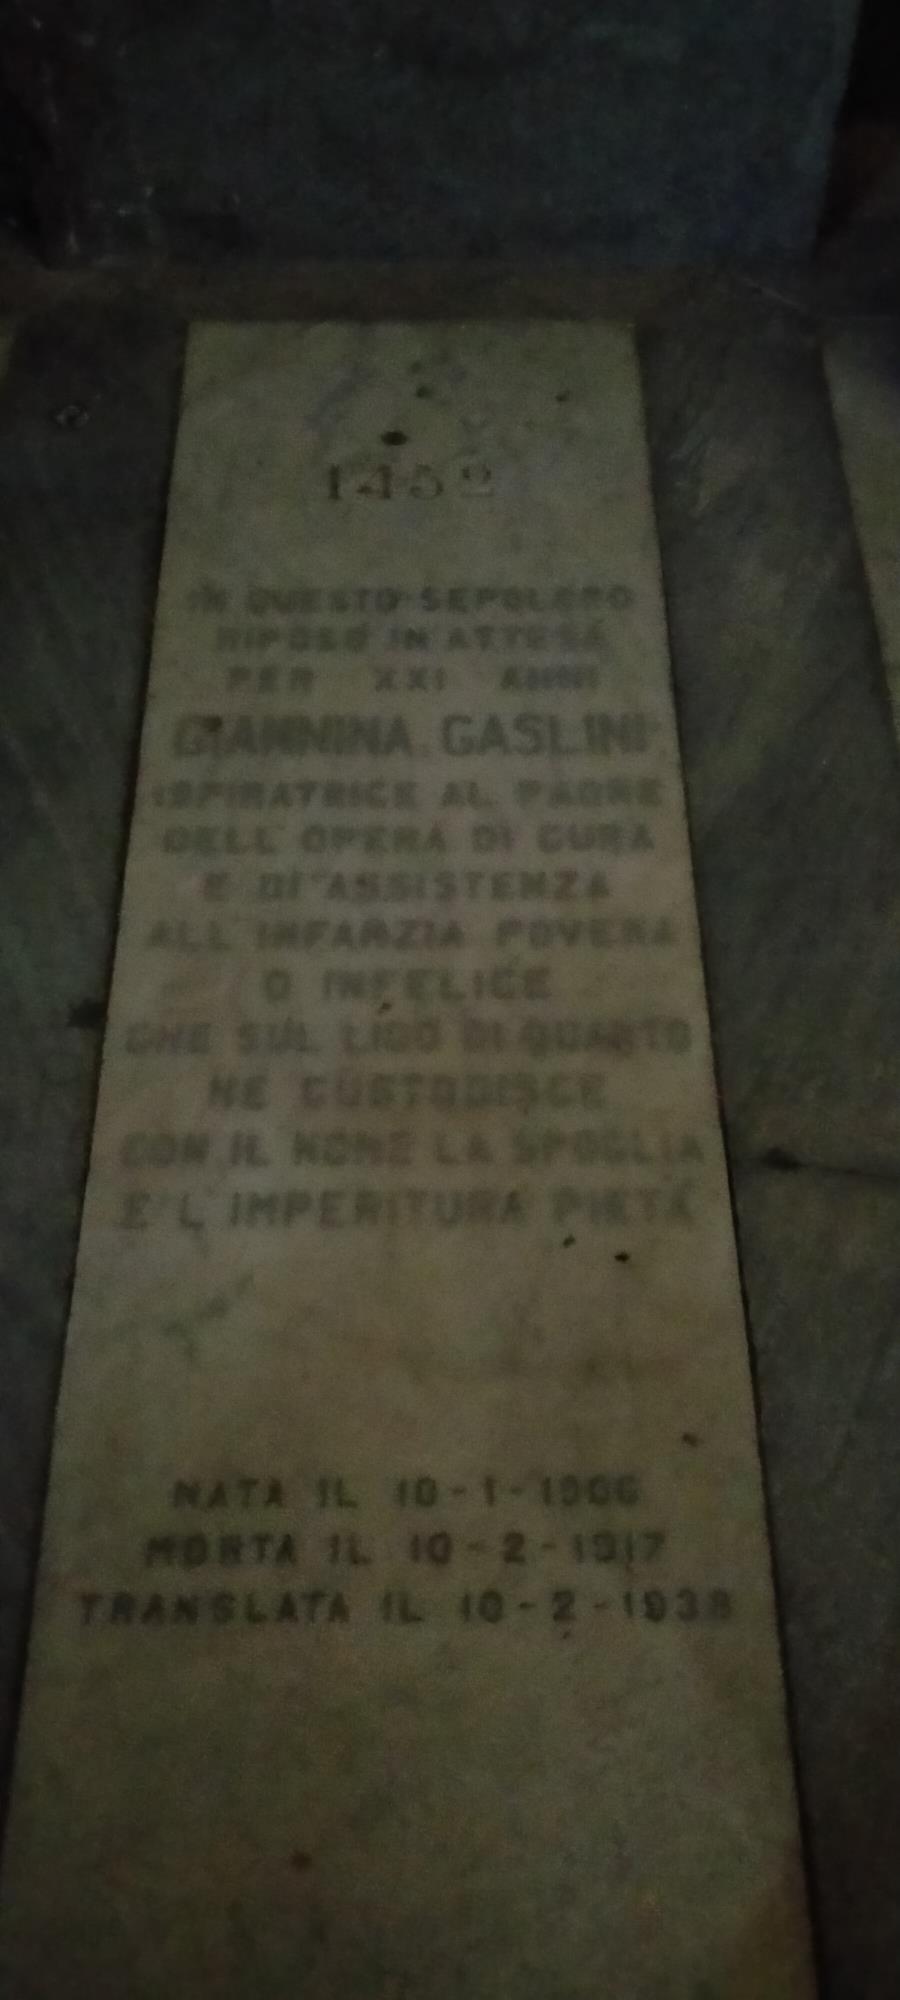 1452
IN QUESTO SEPOLCRO
RIPOSÒ IN ATTESA
PER XXI ANNI
GIANNINA GASLINI
ISPIRATRICE AL PADRE
DELL'OPERA DI CURA
E DI ASSISTENZA
ALL'INFANZIA POVERA
O INFELICE
CHE SUL LIDO DI QUARTO
NE CUSTODISCE
CON IL NOME LA SPOGLIA
E L'IMPERITURA PIETÀ
NATA IL 10-1-1906
MORTA IL 10-2-1917
TRANSLATA IL 10-2-1938